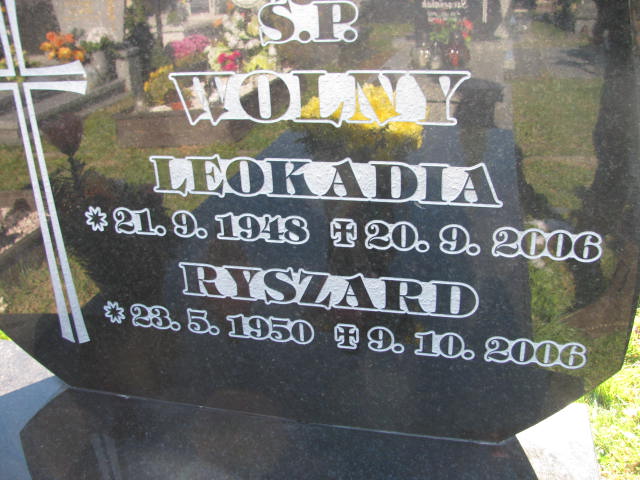 Ś.P.
WOLNY
LEOKADIA
* 21. 9. 1948 ✝ 20. 9. 2006
RYSZARD
* 23. 5. 1950 ✝ 9. 10. 2006